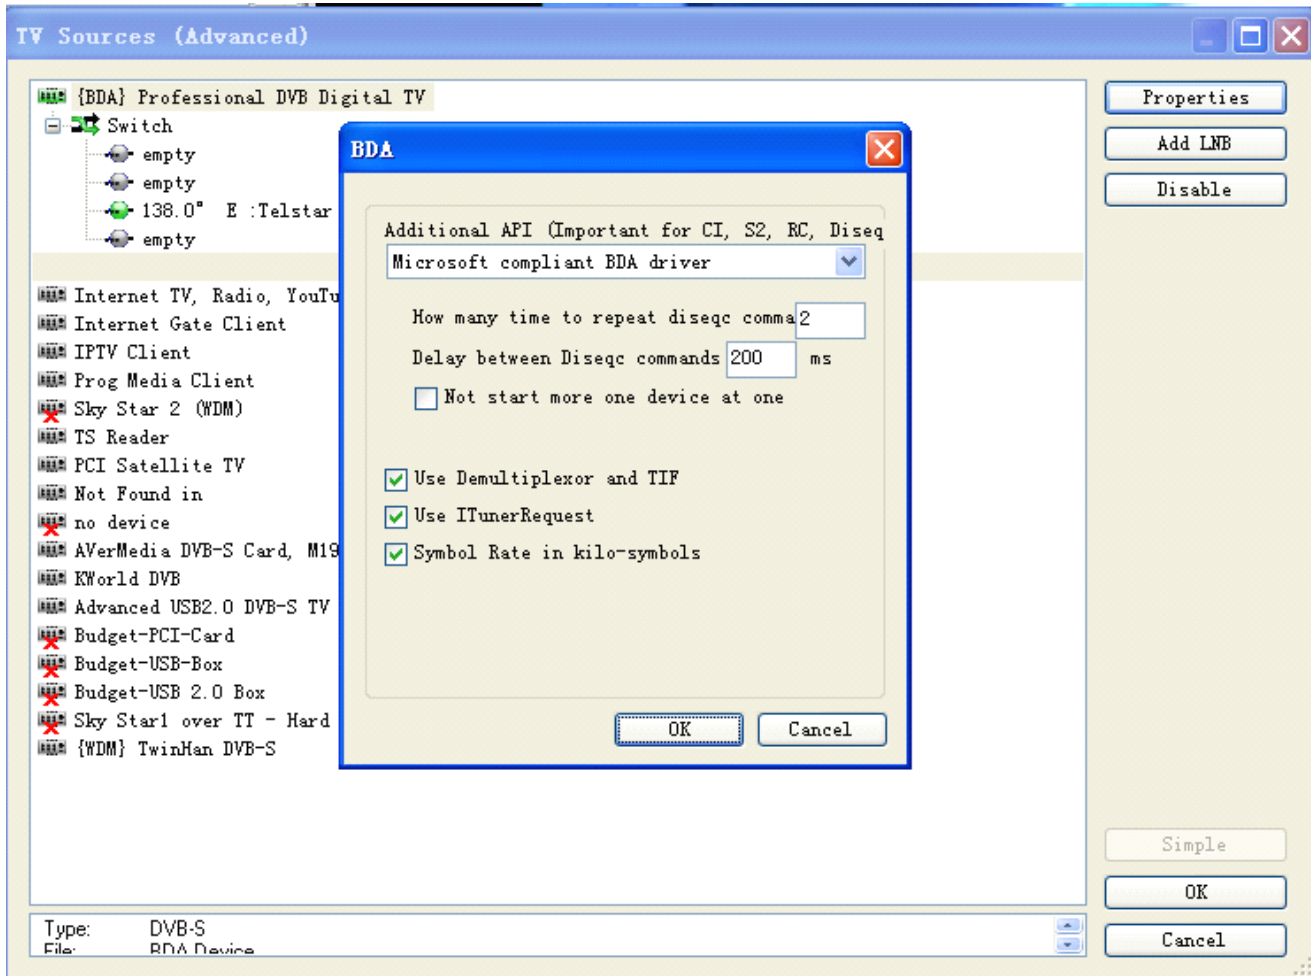 TV Sources (Advanced)
{BDA} Professional DVB Digital TV
Switch
empty
empty
138.0° E :Telstar
empty
Internet TV, Radio, YouTu
Internet Gate Client
IPTV Client
Prog Media Client
Sky Star 2 (WDM)
TS Reader
PCI Satellite TV
Not Found in
no device
AVerMedia DVB-S Card, M19
KWorld DVB
Advanced USB2.0 DVB-S TV
Budget-PCI-Card
Budget-USB-Box
Budget-USB 2.0 Box
Sky Star1 over TT - Hard
{WDM} TwinHan DVB-S
BDA
Additional API (Important for CI, S2, RC, Diseq
Microsoft compliant BDA driver
How many time to repeat diseqc comma 2
Delay between Diseqc commands 200 ms
Not start more one device at one
Use Demultiplexor and TIF
Use ITunerRequest
Symbol Rate in kilo-symbols
OK Cancel
Properties
Add LNB
Disable
Simple
OK
Cancel
Type: DVB-S
File: BDA Device